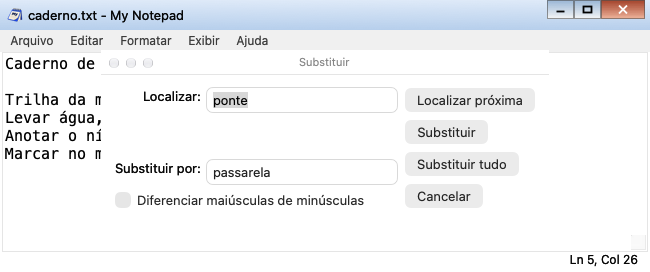 caderno.txt - My Notepad
Arquivo Editar Formatar Exibir Ajuda
Caderno de
Substituir
Trilha da
Levar água,
Anotar o
Marcar no
Localizar: ponte
Localizar próxima
Substituir
Substituir por: passarela
Substituir tudo
Diferenciar maiúsculas de minúsculas
Cancelar
Ln 5, Col 26